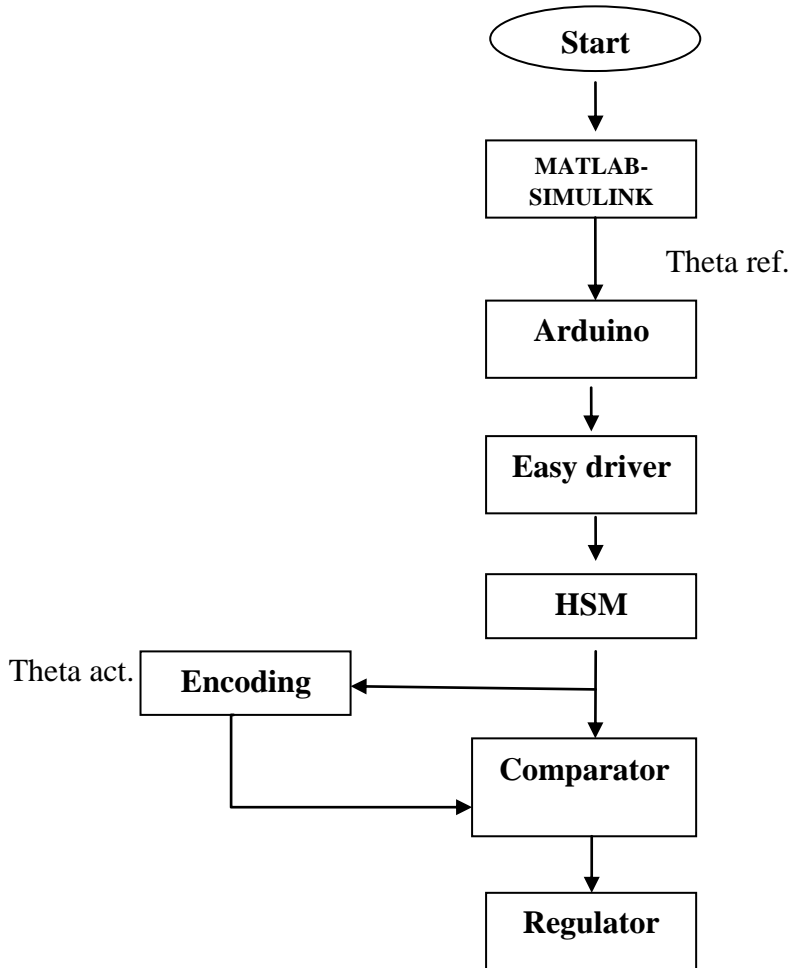 Start
MATLAB-
SIMULINK
Theta ref.
Arduino
Easy driver
HSM
Theta act.
Encoding
Comparator
Regulator